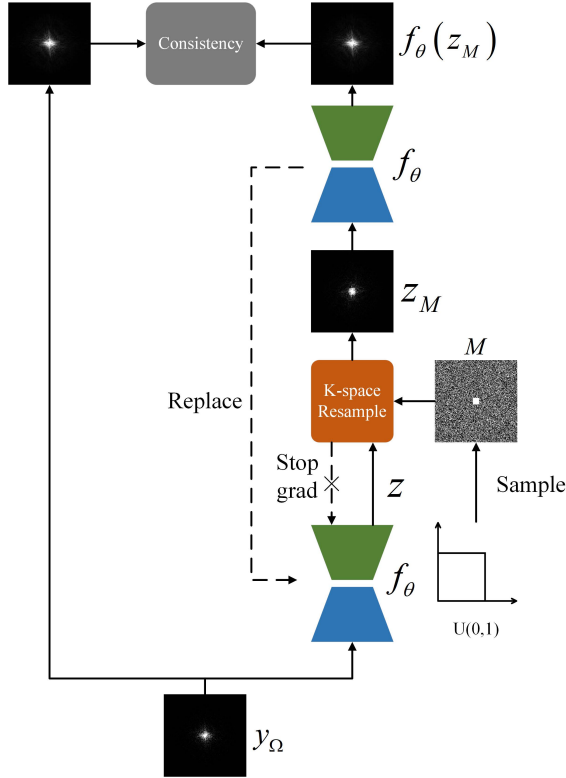 Consistency
f_θ(z_M)
f_θ
z_M
M
K-space
Resample
Replace
Stop
grad
z
Sample
f_θ
U(0,1)
y_Ω